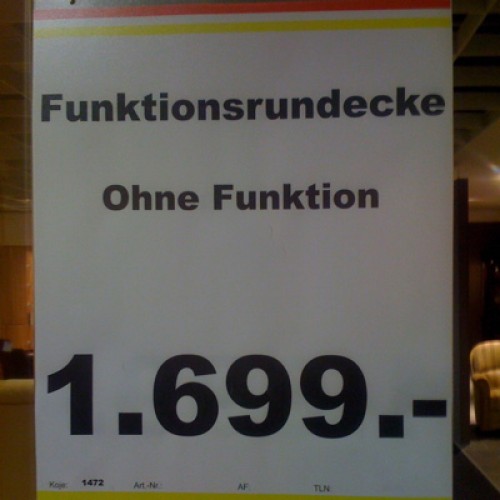 Funktionsrundecke
Ohne Funktion
1.699.-
Koje: 1472 Art.-Nr.: AF: TLN: